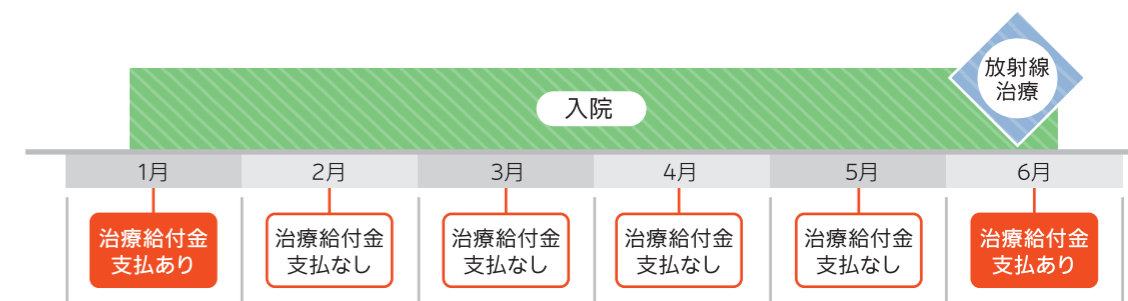 放射線
治療
入院
1月
2月
3月
4月
5月
6月
治療給付金
支払あり
治療給付金
支払なし
治療給付金
支払なし
治療給付金
支払なし
治療給付金
支払なし
治療給付金
支払あり